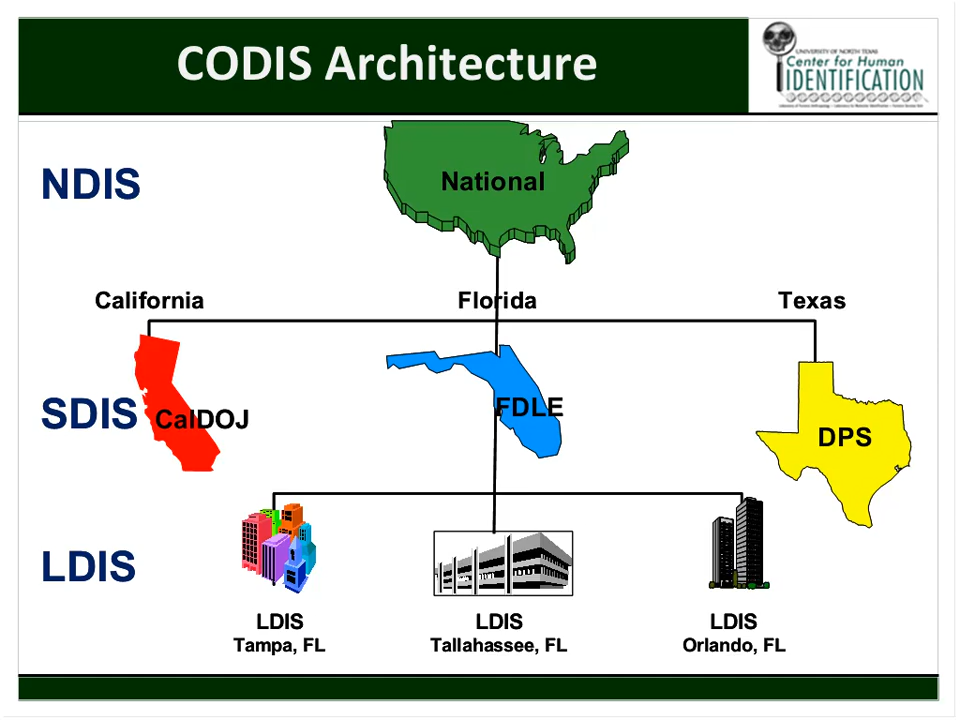 CODIS Architecture
UNIVERSITY OF NORTH TEXAS
Center for Human
IDENTIFICATION
NDIS
National
California
Florida
Texas
SDIS
CalDOJ
FDLE
DPS
LDIS
LDIS
Tampa, FL
LDIS
Tallahassee, FL
LDIS
Orlando, FL